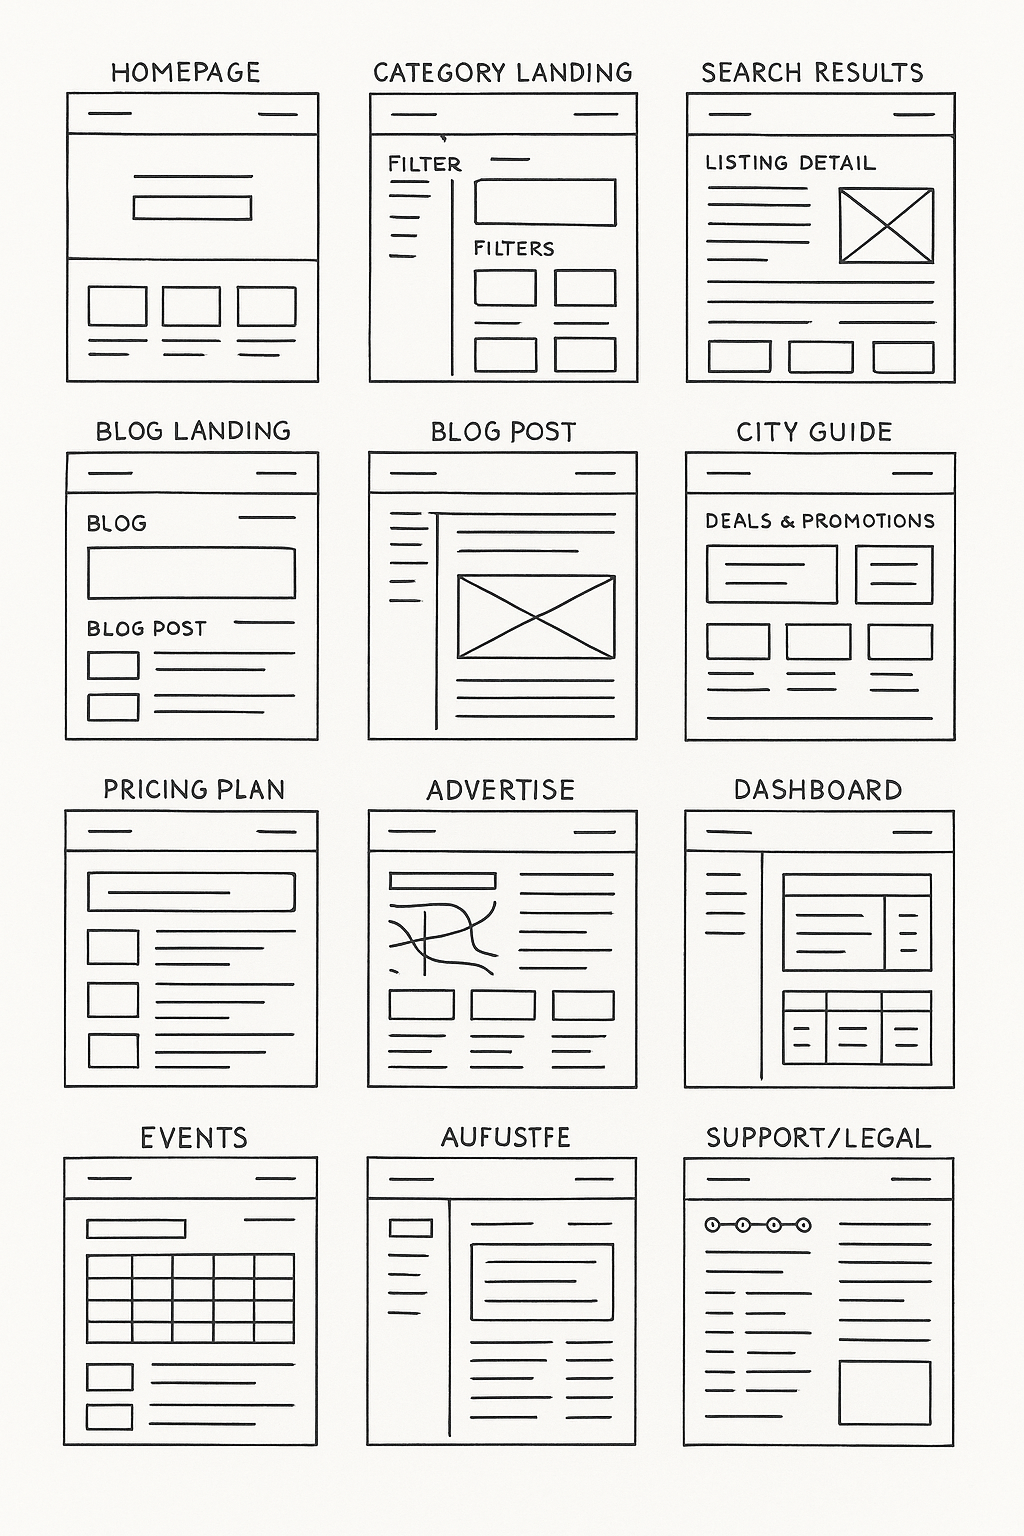 HOMEPAGE
CATEGORY LANDING
SEARCH RESULTS
FILTER
FILTERS
LISTING DETAIL
BLOG LANDING
BLOG POST
CITY GUIDE
BLOG
BLOG POST
DEALS & PROMOTIONS
PRICING PLAN
ADVERTISE
DASHBOARD
EVENTS
AUFUSTFE
SUPPORT/LEGAL